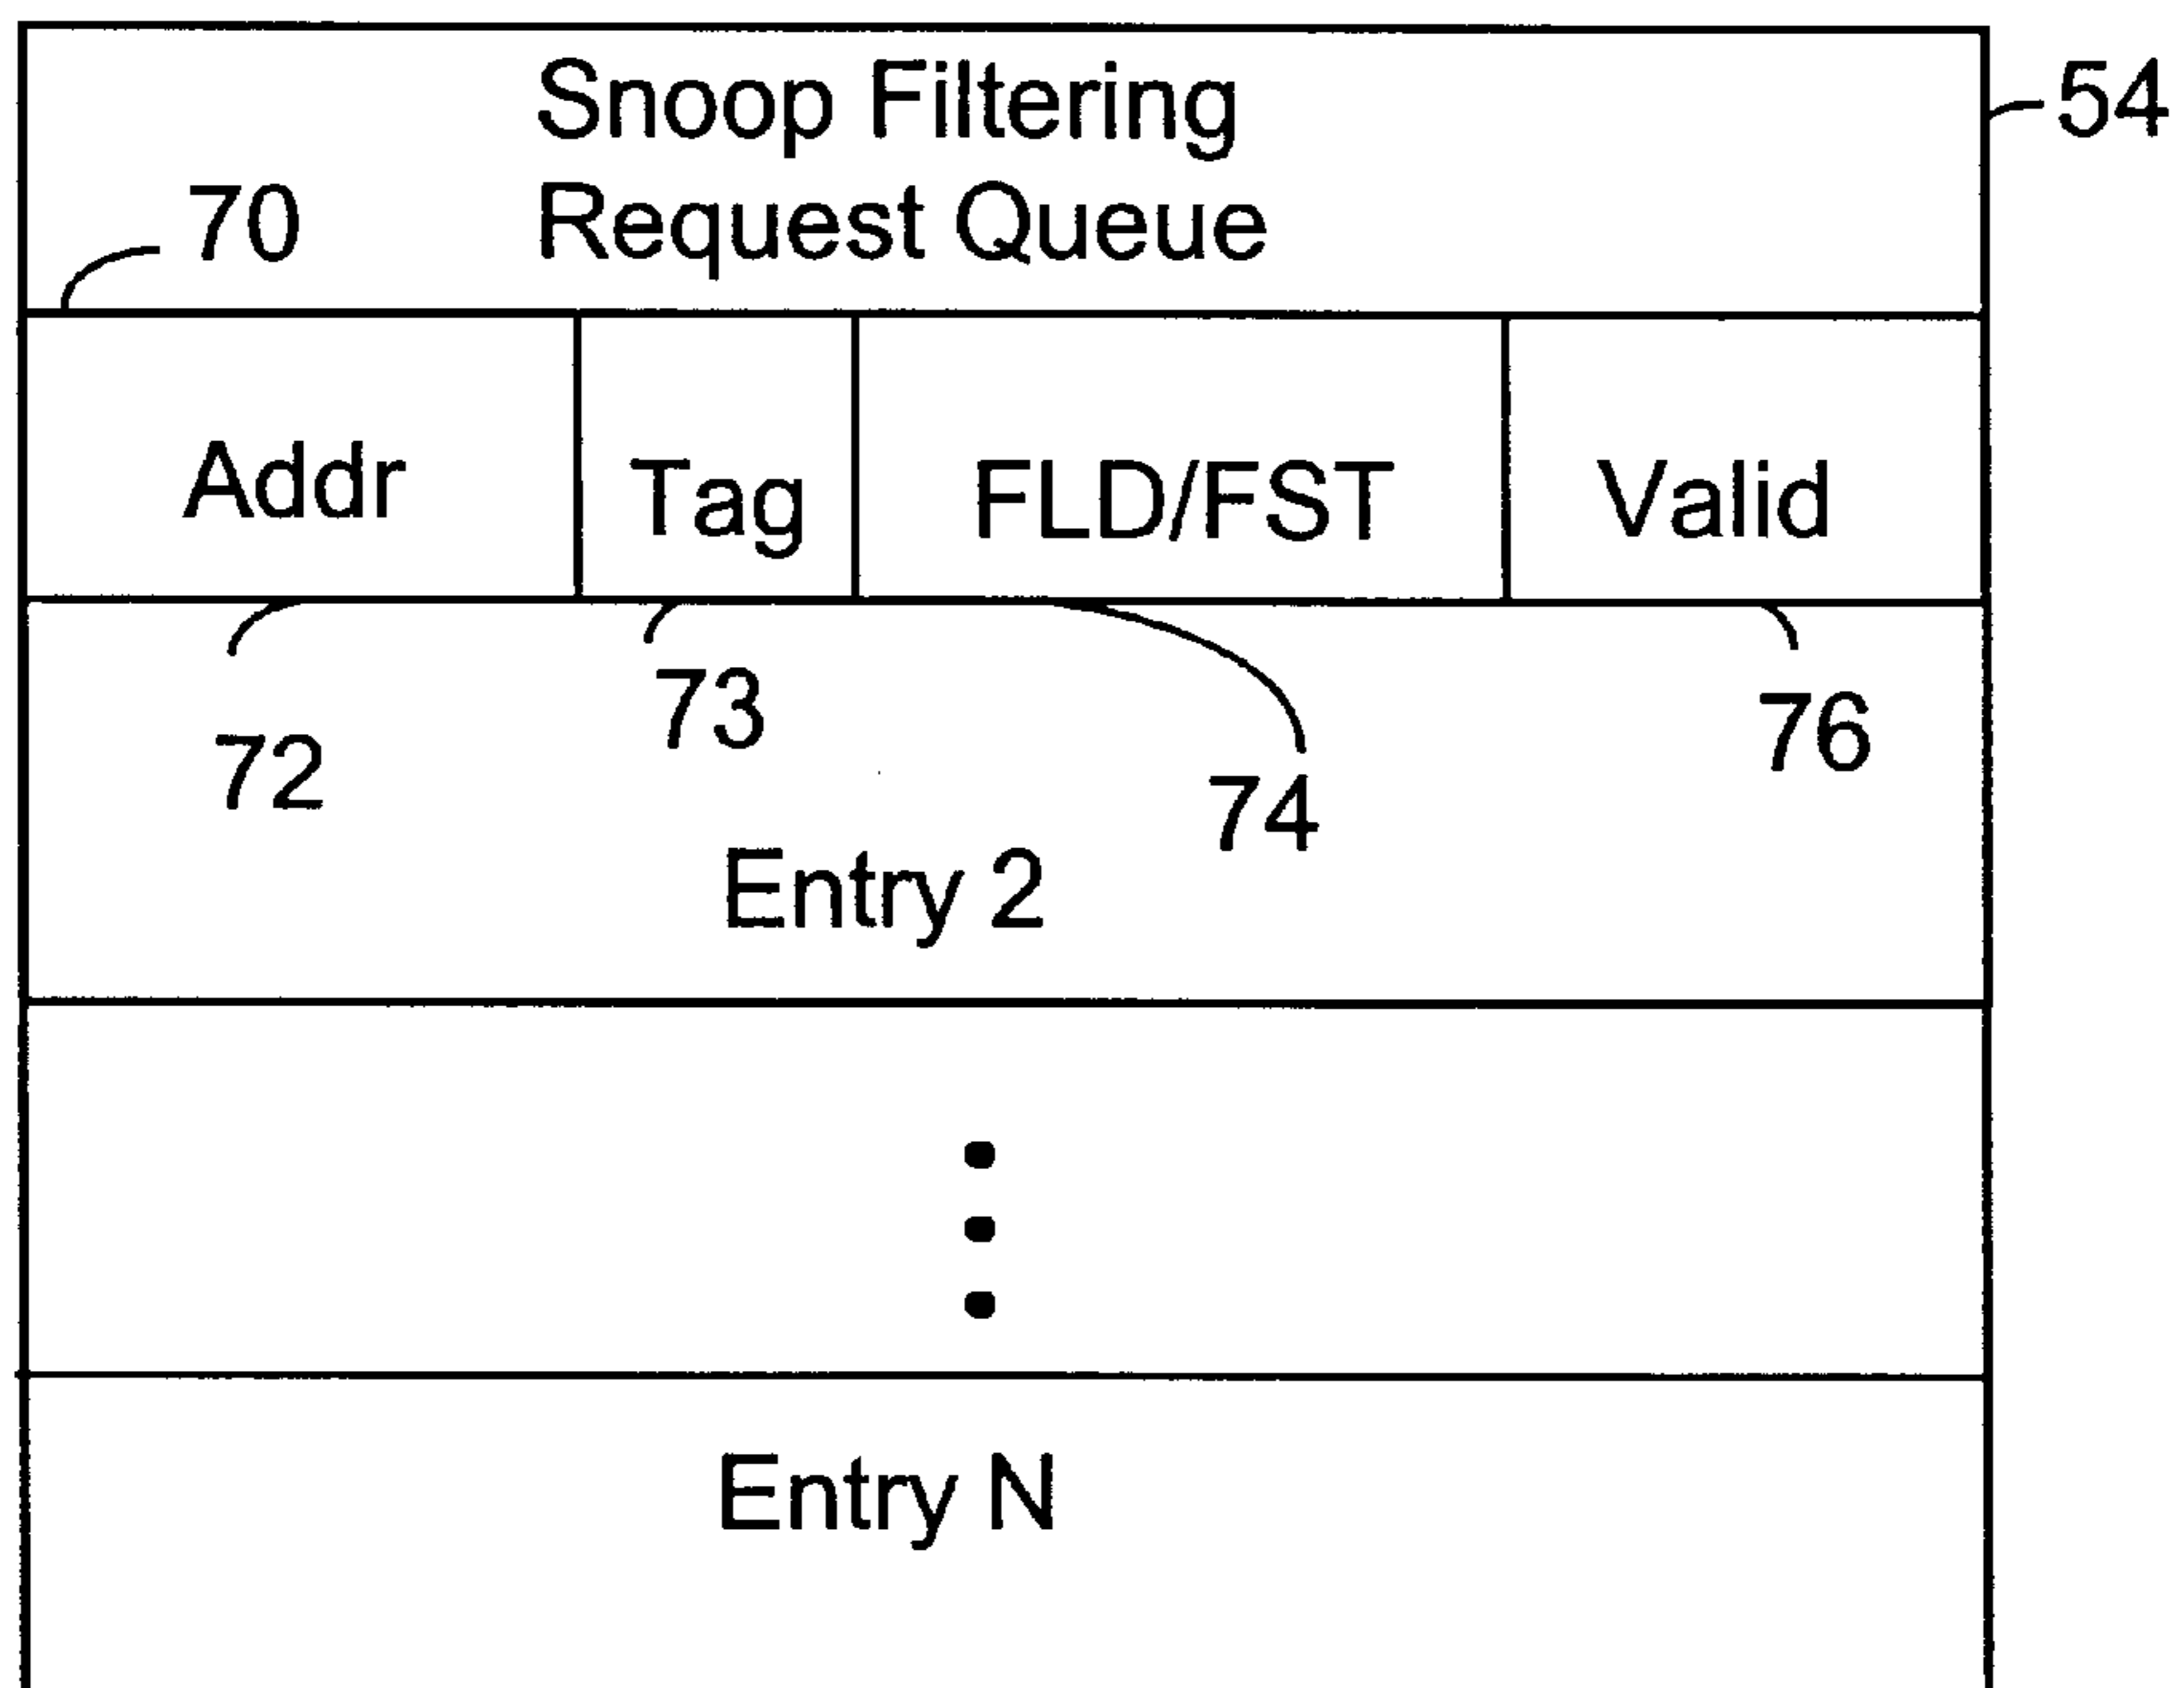 Snoop Filtering
Request Queue
54
70
Addr Tag FLD/FST Valid
72 73 74 76
Entry 2
Entry N